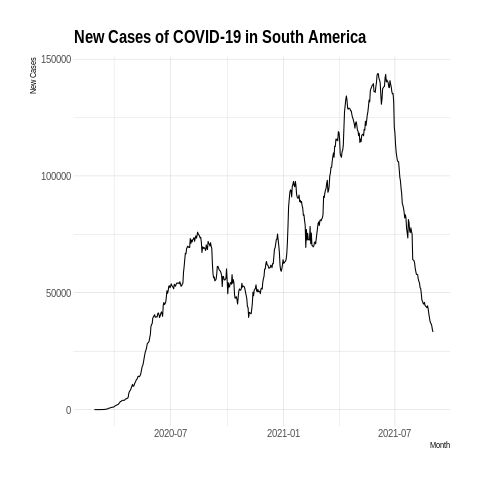 New Cases of COVID-19 in South America
New Cases
150000
100000
50000
0
2020-07
2021-01
2021-07
Month